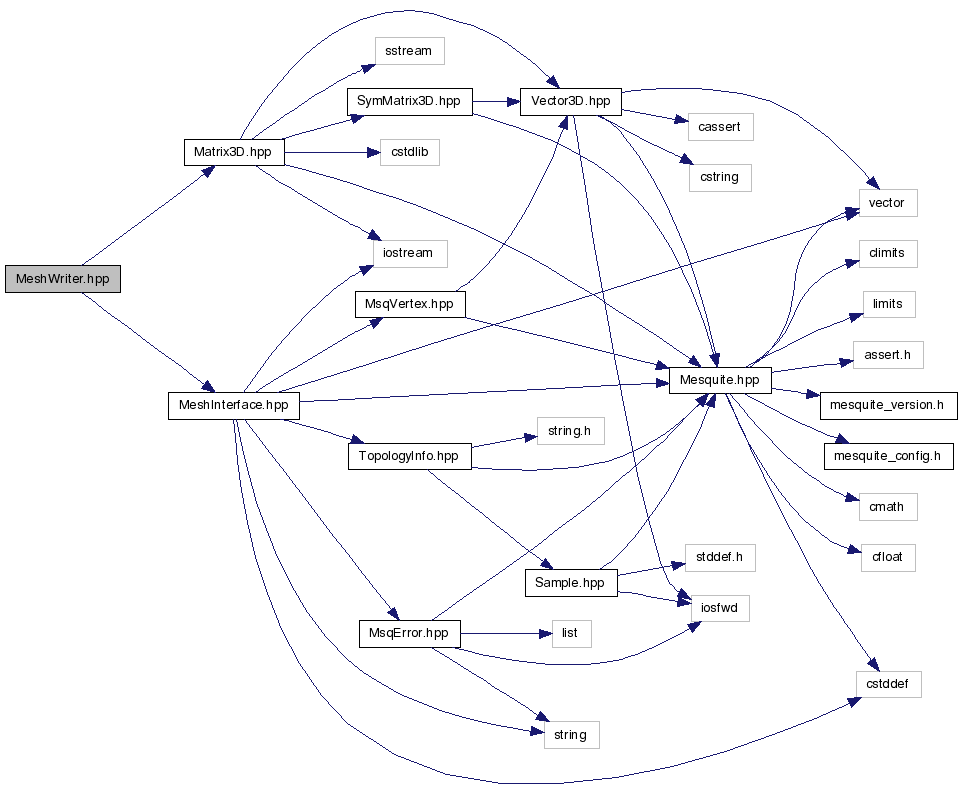 sstream
SymMatrix3D.hpp
Vector3D.hpp
cassert
Matrix3D.hpp
cstdlib
cstring
vector
iostream
climits
MeshWriter.hpp
MsqVertex.hpp
limits
assert.h
Mesquite.hpp
MeshInterface.hpp
mesquite_version.h
string.h
TopologyInfo.hpp
mesquite_config.h
cmath
stddef.h
cfloat
Sample.hpp
iosfwd
MsqError.hpp
list
cstddef
string